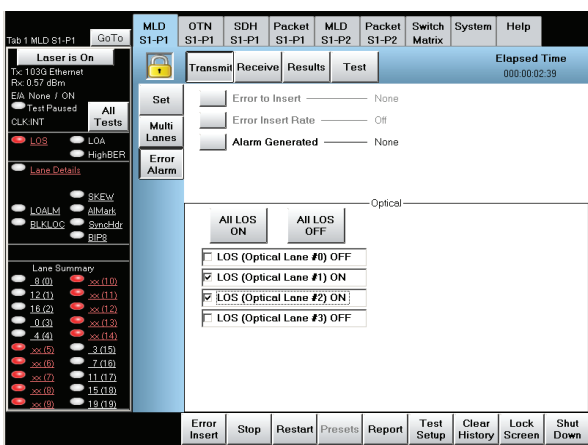 MLD S1-P1
OTN S1-P1
SDH S1-P1
Packet S1-P1
MLD S1-P2
Packet S1-P2
Switch Matrix
System
Help
Tab 1 MLD S1-P1
GoTo
Laser is On
Tx: 103G Ethernet
Rx: 0.57 dBm
E/A None / ON
Test Paused
CLK:INT
All Tests
LOS
LOA
HighBER
Lane Details
SKEW
LOALM
AlMark
BLKLOC
SyncHdr
BIP8
Lane Summary
8 (0) xx (10)
12 (1) xx (11)
16 (2) xx (12)
0 (3) xx (13)
4 (4) xx (14)
xx (5) 3 (15)
xx (6) 7 (16)
xx (7) 11 (17)
xx (8) 15 (18)
xx (9) 19 (19)
Transmit
Receive
Results
Test
Elapsed Time
000:00:02:39
Set
Multi Lanes
Error Alarm
Error to Insert None
Error Insert Rate Off
Alarm Generated None
Optical
All LOS ON
All LOS OFF
LOS (Optical Lane #0) OFF
LOS (Optical Lane #1) ON
LOS (Optical Lane #2) ON
LOS (Optical Lane #3) OFF
Error Insert
Stop
Restart
Presets
Report
Test Setup
Clear History
Lock Screen
Shut Down